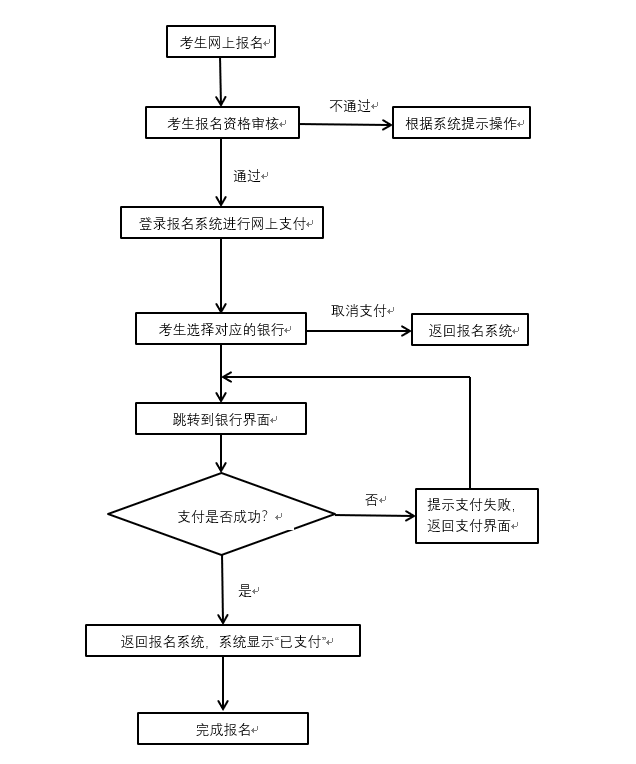 考生网上报名
不通过
考生报名资格审核
根据系统提示操作
通过
登录报名系统进行网上支付
取消支付
考生选择对应的银行
返回报名系统
跳转到银行界面
否
支付是否成功？
提示支付失败，
返回支付界面
是
返回报名系统，系统显示“已支付”
完成报名